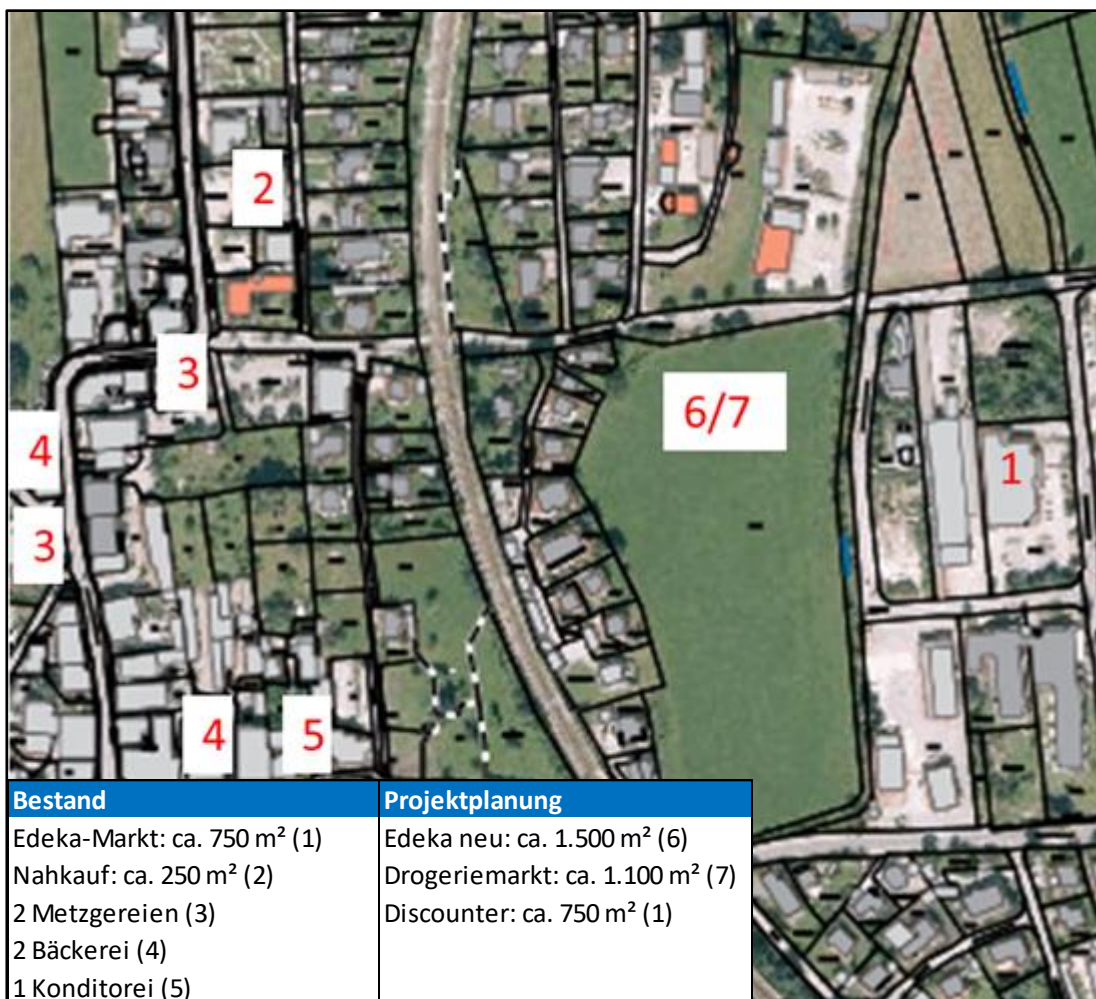 2
3
6/7
4
1
3
4
5
Bestand
Projektplanung
Edeka-Markt: ca. 750 m² (1)
Edeka neu: ca. 1.500 m² (6)
Nahkauf: ca. 250 m² (2)
Drogeriemarkt: ca. 1.100 m² (7)
2 Metzgereien (3)
Discounter: ca. 750 m² (1)
2 Bäckerei (4)
1 Konditorei (5)